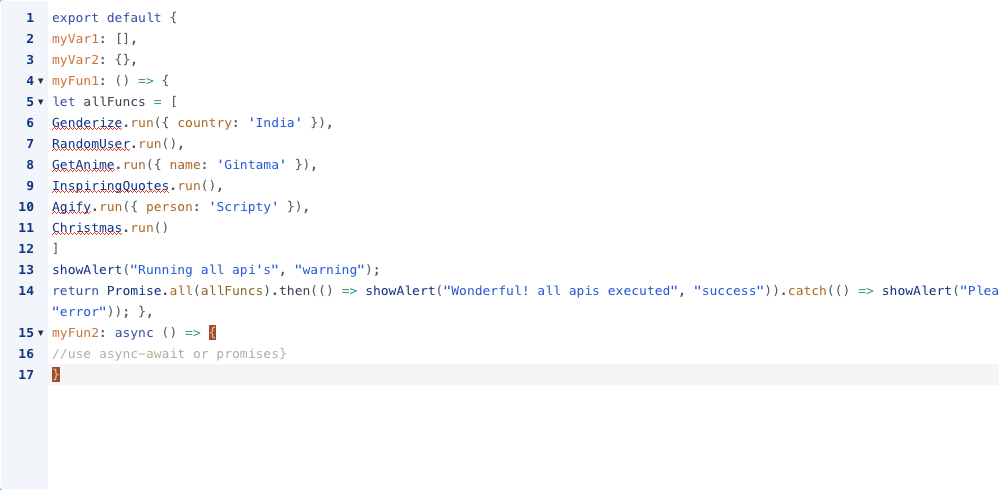 1 export default {
2 myVar1: [],
3 myVar2: {},
4 myFun1: () => {
5 let allFuncs = [
6 Genderize.run({ country: 'India' }),
7 RandomUser.run(),
8 GetAnime.run({ name: 'Gintama' }),
9 InspiringQuotes.run(),
10 Agify.run({ person: 'Scripty' }),
11 Christmas.run()
12 ]
13 showAlert("Running all api's", "warning");
14 return Promise.all(allFuncs).then(() => showAlert("Wonderful! all apis executed", "success")).catch(() => showAlert("Plea
"error")); },
15 myFun2: async () => {
16 //use async-await or promises}
17 }